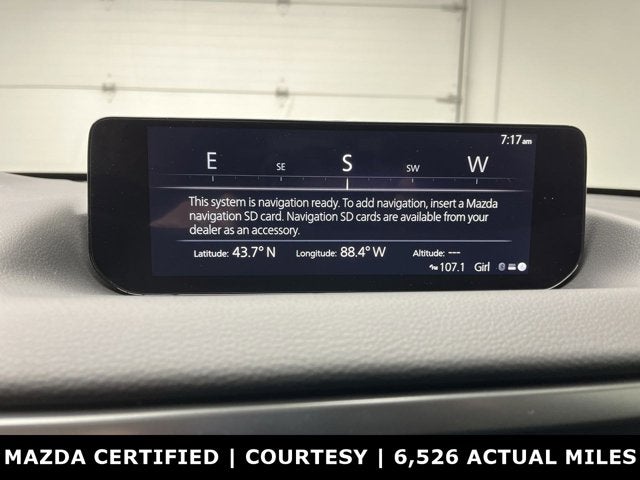 7:17 am
E SE S SW W
This system is navigation ready. To add navigation, insert a Mazda
navigation SD card. Navigation SD cards are available from your
dealer as an accessory.
Latitude: 43.7° N Longitude: 88.4° W Altitude: ---
107.1 Girl
MAZDA CERTIFIED | COURTESY | 6,526 ACTUAL MILES